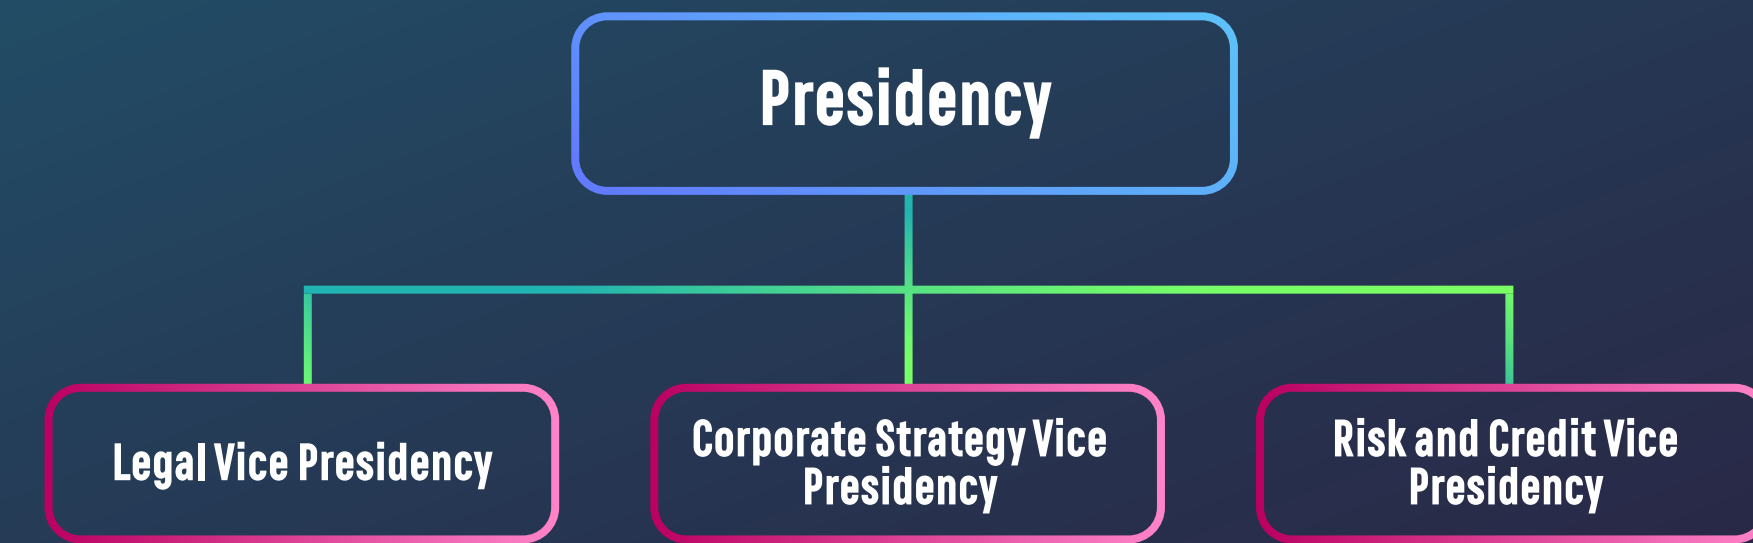 Presidency
Legal Vice Presidency
Corporate Strategy Vice
Presidency
Risk and Credit Vice
Presidency